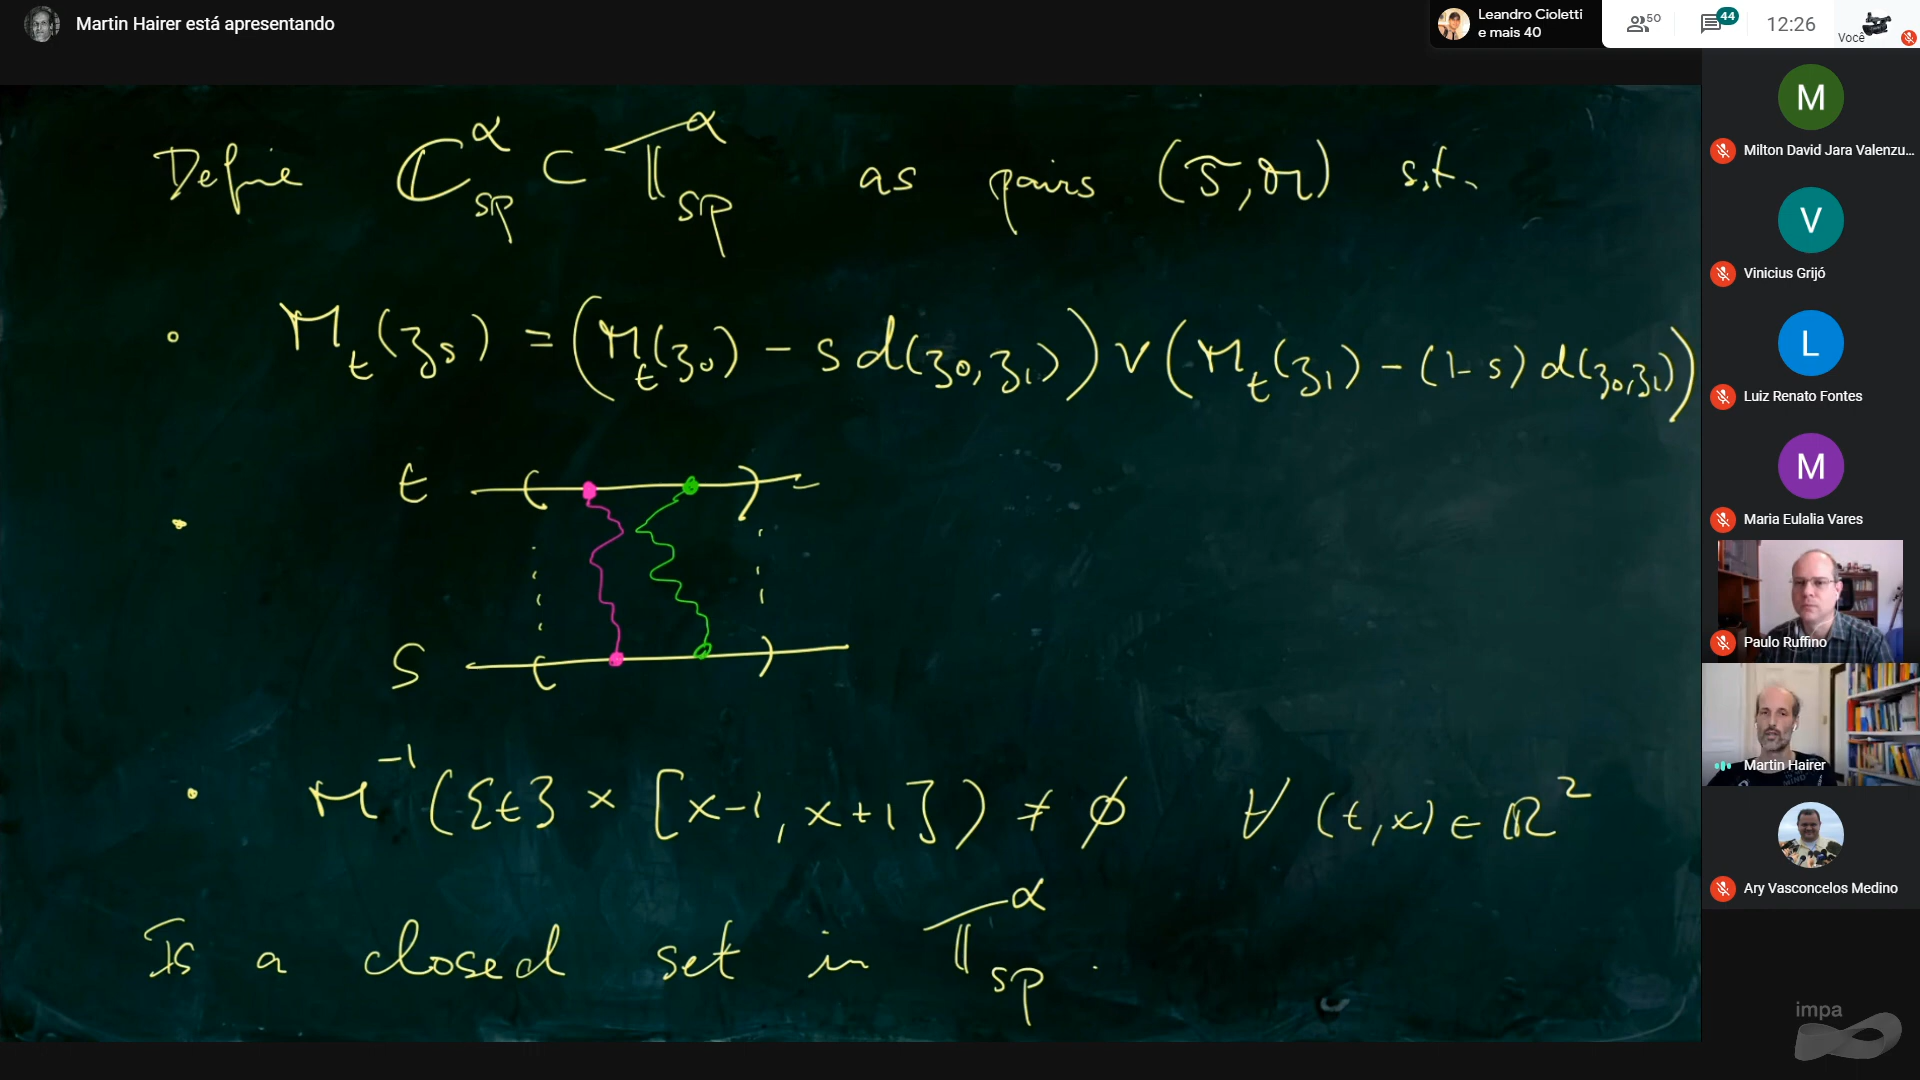 Martin Hairer está apresentando
Leandro Cioletti
e mais 40
50
44
12:26
Você
Define ℂ^α_sp ⊂ 𝕋^α_sp as pairs (𝒯, M) s.t.
• M_t(𝔷_s) = (M_t(𝔷_0) - s d(𝔷_0, 𝔷_1)) ∨ (M_t(𝔷_1) - (1-s) d(𝔷_0, 𝔷_1))
t
•
s
• M^{-1}({t} × [x-1, x+1]) ≠ ∅ ∀ (t, x) ∈ ℝ^2
Is a closed set in 𝕋^α_sp.
M
Milton David Jara Valenzu...
V
Vinicius Grijó
L
Luiz Renato Fontes
M
Maria Eulalia Vares
Paulo Ruffino
Martin Hairer
Ary Vasconcelos Medino
impa